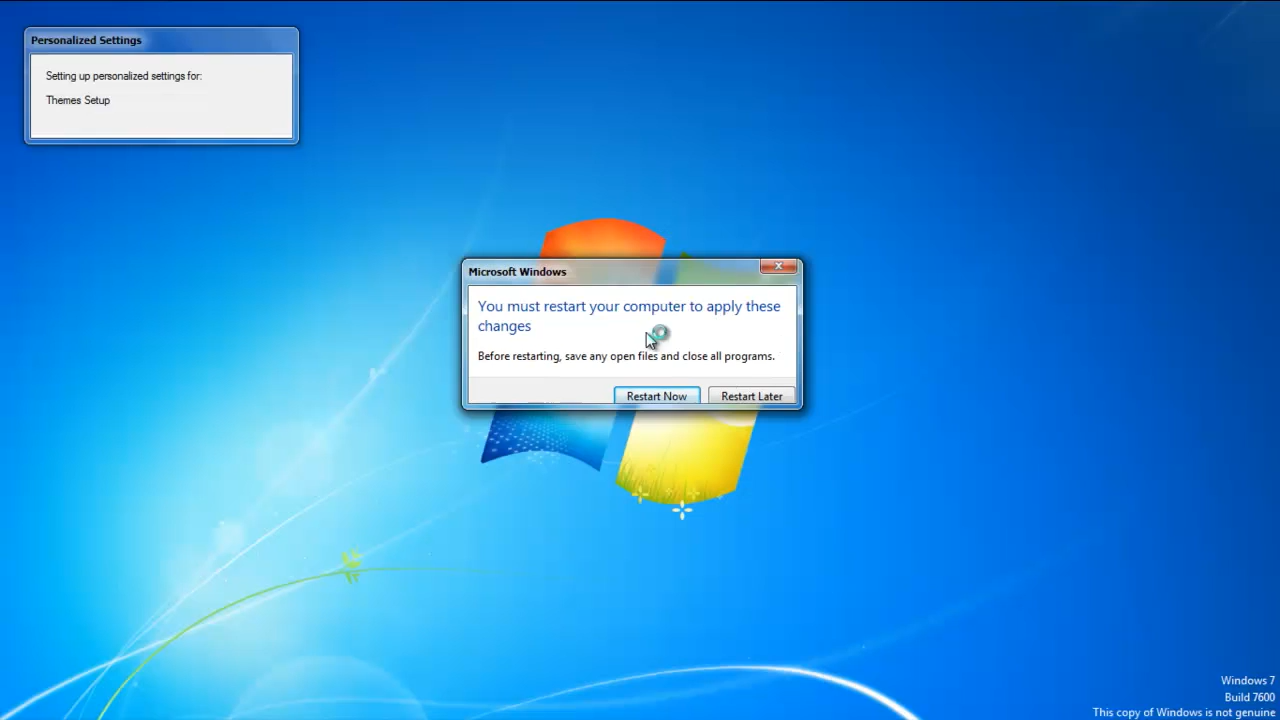 Personalized Settings
Setting up personalized settings for:
Themes Setup
Microsoft Windows
You must restart your computer to apply these
changes
Before restarting, save any open files and close all programs.
Restart Now
Restart Later
Windows 7
Build 7600
This copy of Windows is not genuine